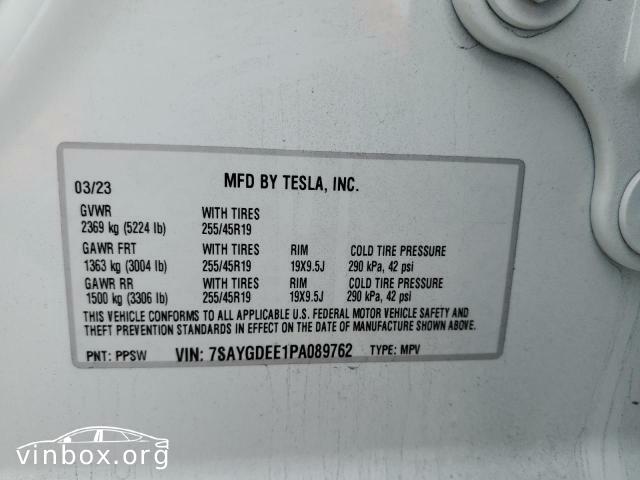 03/23 MFD BY TESLA, INC.
GVWR WITH TIRES
2369 kg (5224 lb) 255/45R19
GAWR FRT WITH TIRES RIM COLD TIRE PRESSURE
1363 kg (3004 lb) 255/45R19 19X9.5J 290 kPa, 42 psi
GAWR RR WITH TIRES RIM COLD TIRE PRESSURE
1500 kg (3306 lb) 255/45R19 19X9.5J 290 kPa, 42 psi
THIS VEHICLE CONFORMS TO ALL APPLICABLE U.S. FEDERAL MOTOR VEHICLE SAFETY AND
THEFT PREVENTION STANDARDS IN EFFECT ON THE DATE OF MANUFACTURE SHOWN ABOVE.
PNT: PPSW VIN: 7SAYGDEE1PA089762 TYPE: MPV
vinbox.org